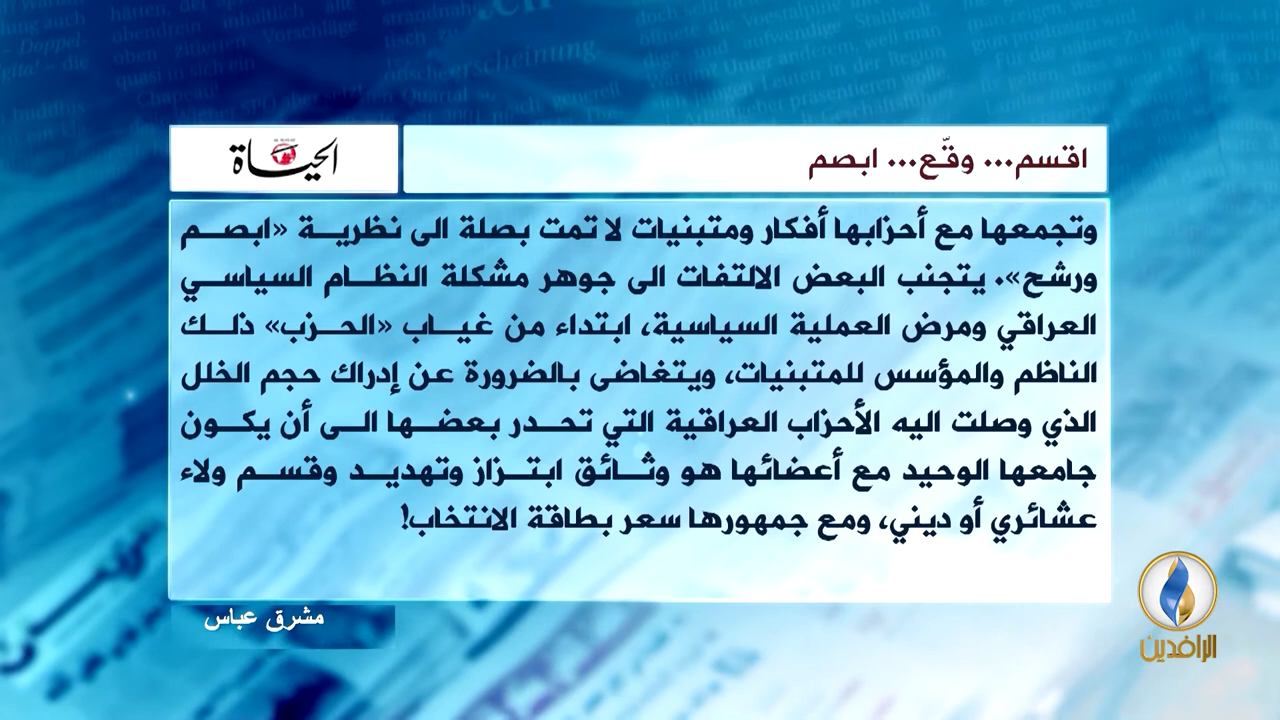 اقسم... وقّع... ابصم
الحياة
وتجمعها مع أحزابها أفكار ومتبنيات لا تمت بصلة الى نظرية «ابصم
ورشح». يتجنب البعض الالتفات الى جوهر مشكلة النظام السياسي
العراقي ومرض العملية السياسية، ابتداء من غياب «الحزب» ذلك
الناظم والمؤسس للمتبنيات، ويتغاضى بالضرورة عن إدراك حجم الخلل
الذي وصلت اليه الأحزاب العراقية التي تحدر بعضها الى أن يكون
جامعها الوحيد مع أعضائها هو وثائق ابتزاز وتهديد وقسم ولاء
عشائري أو ديني، ومع جمهورها سعر بطاقة الانتخاب!
مشرق عباس
الرافدين